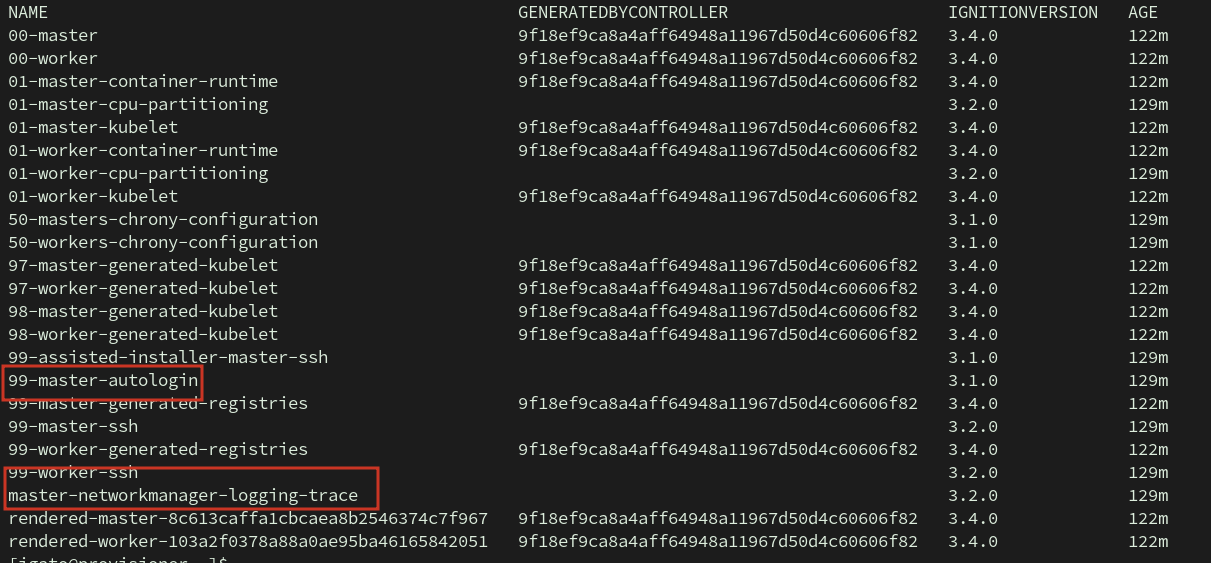 NAME GENERATEDBYCONTROLLER IGNITIONVERSION AGE
00-master 9f18ef9ca8a4aff64948a11967d50d4c60606f82 3.4.0 122m
00-worker 9f18ef9ca8a4aff64948a11967d50d4c60606f82 3.4.0 122m
01-master-container-runtime 9f18ef9ca8a4aff64948a11967d50d4c60606f82 3.4.0 122m
01-master-cpu-partitioning 3.2.0 129m
01-master-kubelet 9f18ef9ca8a4aff64948a11967d50d4c60606f82 3.4.0 122m
01-worker-container-runtime 9f18ef9ca8a4aff64948a11967d50d4c60606f82 3.4.0 122m
01-worker-cpu-partitioning 3.2.0 129m
01-worker-kubelet 9f18ef9ca8a4aff64948a11967d50d4c60606f82 3.4.0 122m
50-masters-chrony-configuration 3.1.0 129m
50-workers-chrony-configuration 3.1.0 129m
97-master-generated-kubelet 9f18ef9ca8a4aff64948a11967d50d4c60606f82 3.4.0 122m
97-worker-generated-kubelet 9f18ef9ca8a4aff64948a11967d50d4c60606f82 3.4.0 122m
98-master-generated-kubelet 9f18ef9ca8a4aff64948a11967d50d4c60606f82 3.4.0 122m
98-worker-generated-kubelet 9f18ef9ca8a4aff64948a11967d50d4c60606f82 3.4.0 122m
99-assisted-installer-master-ssh 3.1.0 129m
99-master-autologin 3.1.0 129m
99-master-generated-registries 9f18ef9ca8a4aff64948a11967d50d4c60606f82 3.4.0 122m
99-master-ssh 3.2.0 129m
99-worker-generated-registries 9f18ef9ca8a4aff64948a11967d50d4c60606f82 3.4.0 122m
99-worker-ssh 3.2.0 129m
master-networkmanager-logging-trace 3.2.0 129m
rendered-master-8c613caffa1cbcaea8b2546374c7f967 9f18ef9ca8a4aff64948a11967d50d4c60606f82 3.4.0 122m
rendered-worker-103a2f0378a88a0ae95ba46165842051 9f18ef9ca8a4aff64948a11967d50d4c60606f82 3.4.0 122m